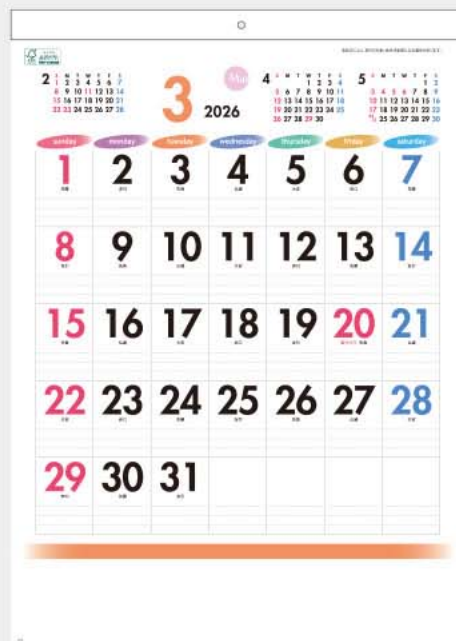 2
S M T W T F S
1 2 3 4 5 6 7
8 9 10 11 12 13 14
15 16 17 18 19 20 21
22 23 24 25 26 27 28
3
Mar
2026
4
S M T W T F S
1 2 3 4
5 6 7 8 9 10 11
12 13 14 15 16 17 18
19 20 21 22 23 24 25
26 27 28 29 30
5
S M T W T F S
1 2
3 4 5 6 7 8 9
10 11 12 13 14 15 16
17 18 19 20 21 22 23
24/31 25 26 27 28 29 30
sunday monday tuesday wednesday thursday friday saturday
1 2 3 4 5 6 7
8 9 10 11 12 13 14
15 16 17 18 19 20 21
22 23 24 25 26 27 28
29 30 31